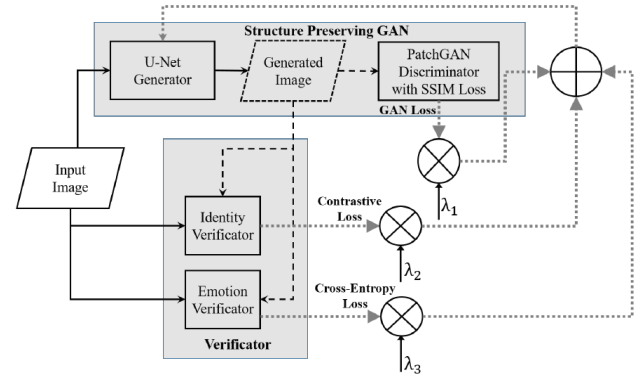 Structure Preserving GAN
U-Net
Generator
Generated
Image
PatchGAN
Discriminator
with SSIM Loss
GAN Loss
Input
Image
λ1
Identity
Verificator
Contrastive
Loss
λ2
Emotion
Verificator
Cross-Entropy
Loss
λ3
Verificator